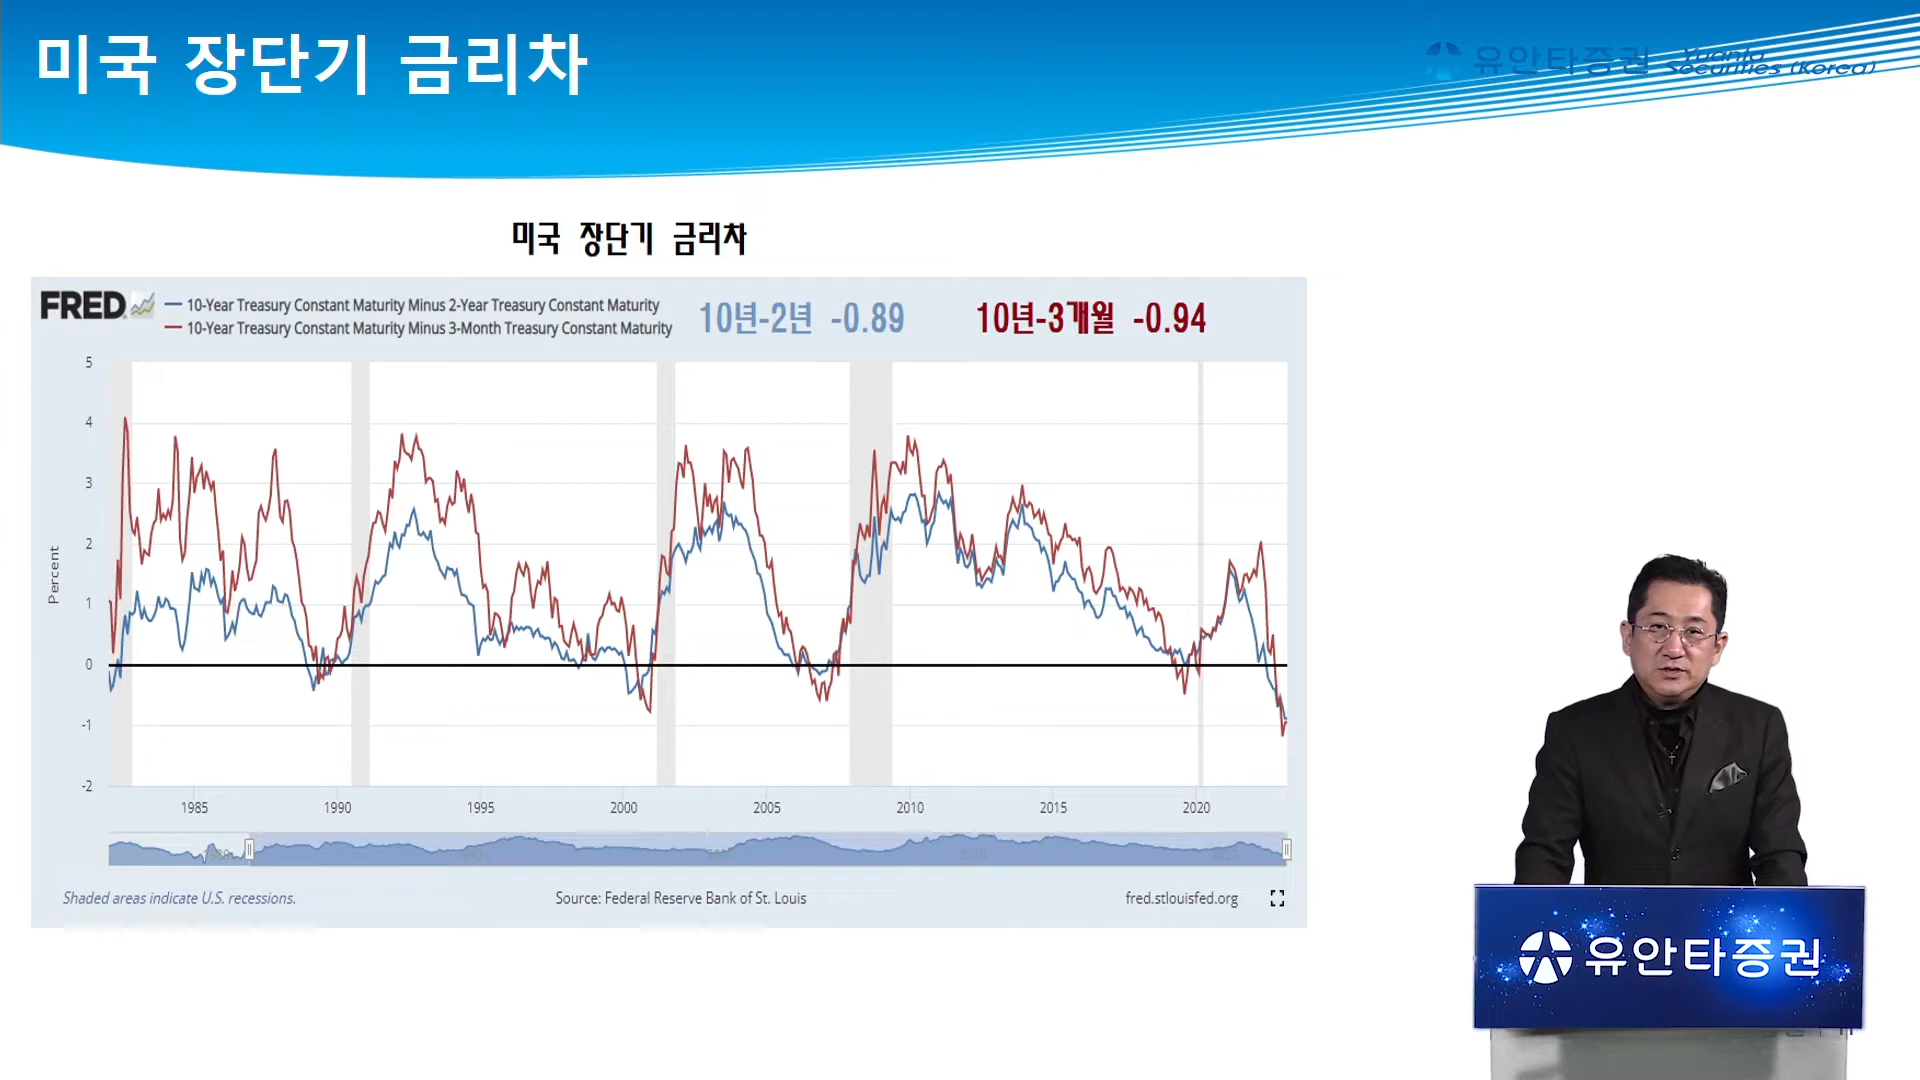 미국 장단기 금리차
유안타증권 Yuanta Securities (Korea)
미국 장단기 금리차
FRED
10-Year Treasury Constant Maturity Minus 2-Year Treasury Constant Maturity
10-Year Treasury Constant Maturity Minus 3-Month Treasury Constant Maturity
10년-2년 -0.89
10년-3개월 -0.94
5
4
3
2
1
0
-1
-2
Percent
1985 1990 1995 2000 2005 2010 2015 2020
Shaded areas indicate U.S. recessions.
Source: Federal Reserve Bank of St. Louis
fred.stlouisfed.org
유안타증권